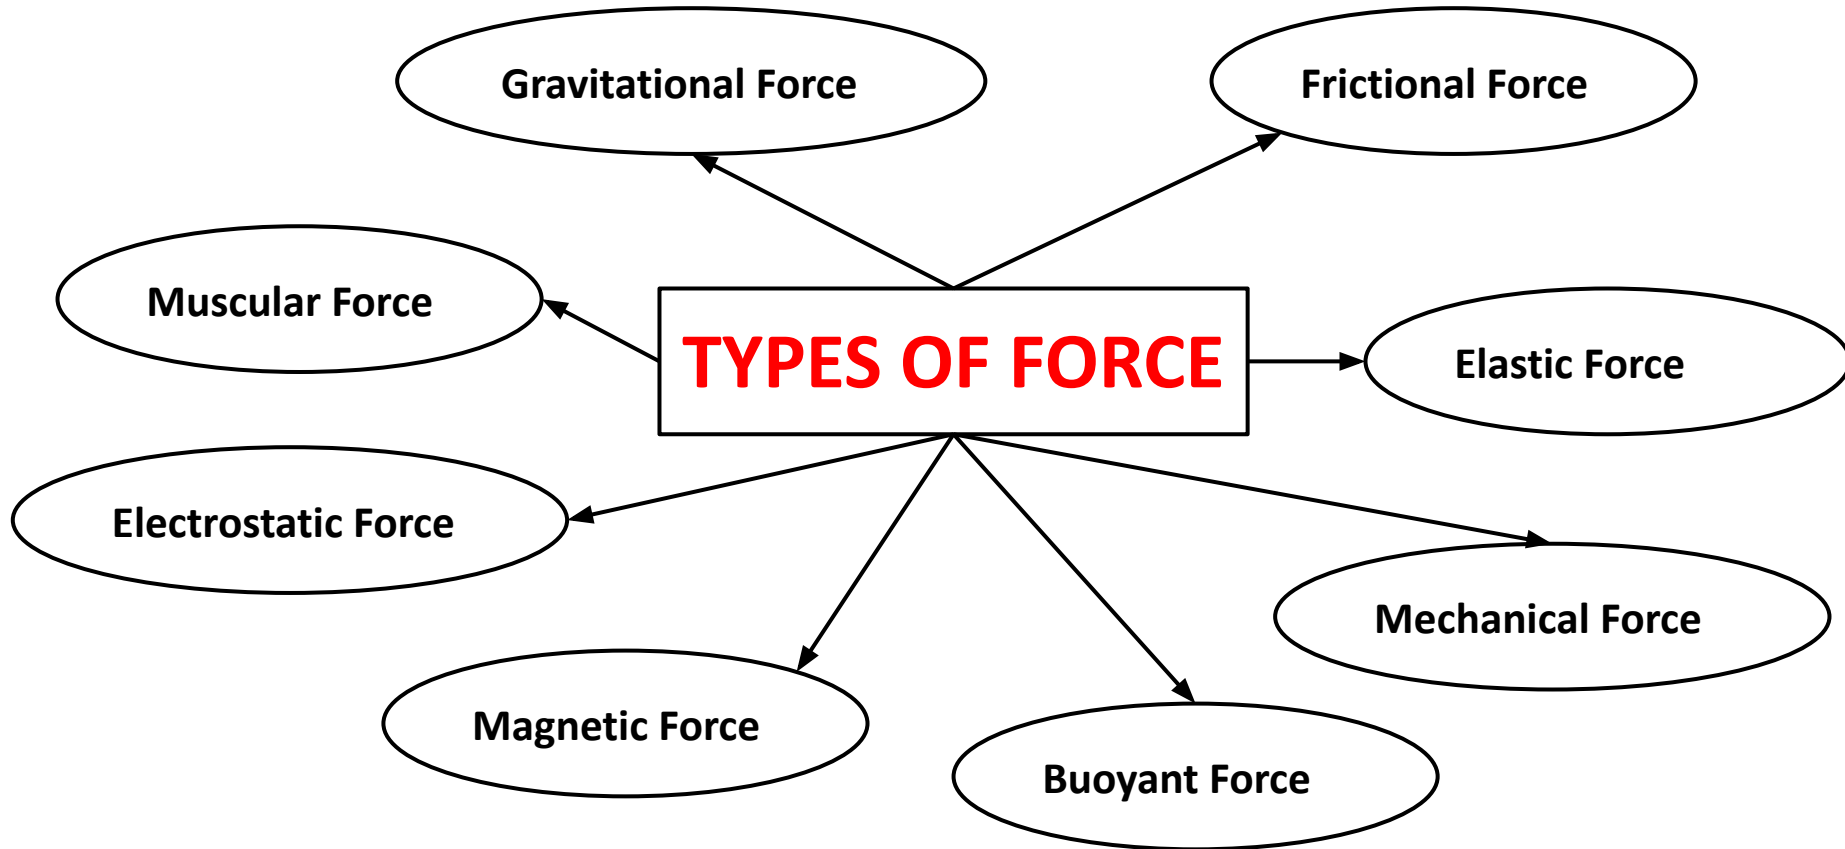 Gravitational Force
Frictional Force
Muscular Force
TYPES OF FORCE
Elastic Force
Electrostatic Force
Mechanical Force
Magnetic Force
Buoyant Force